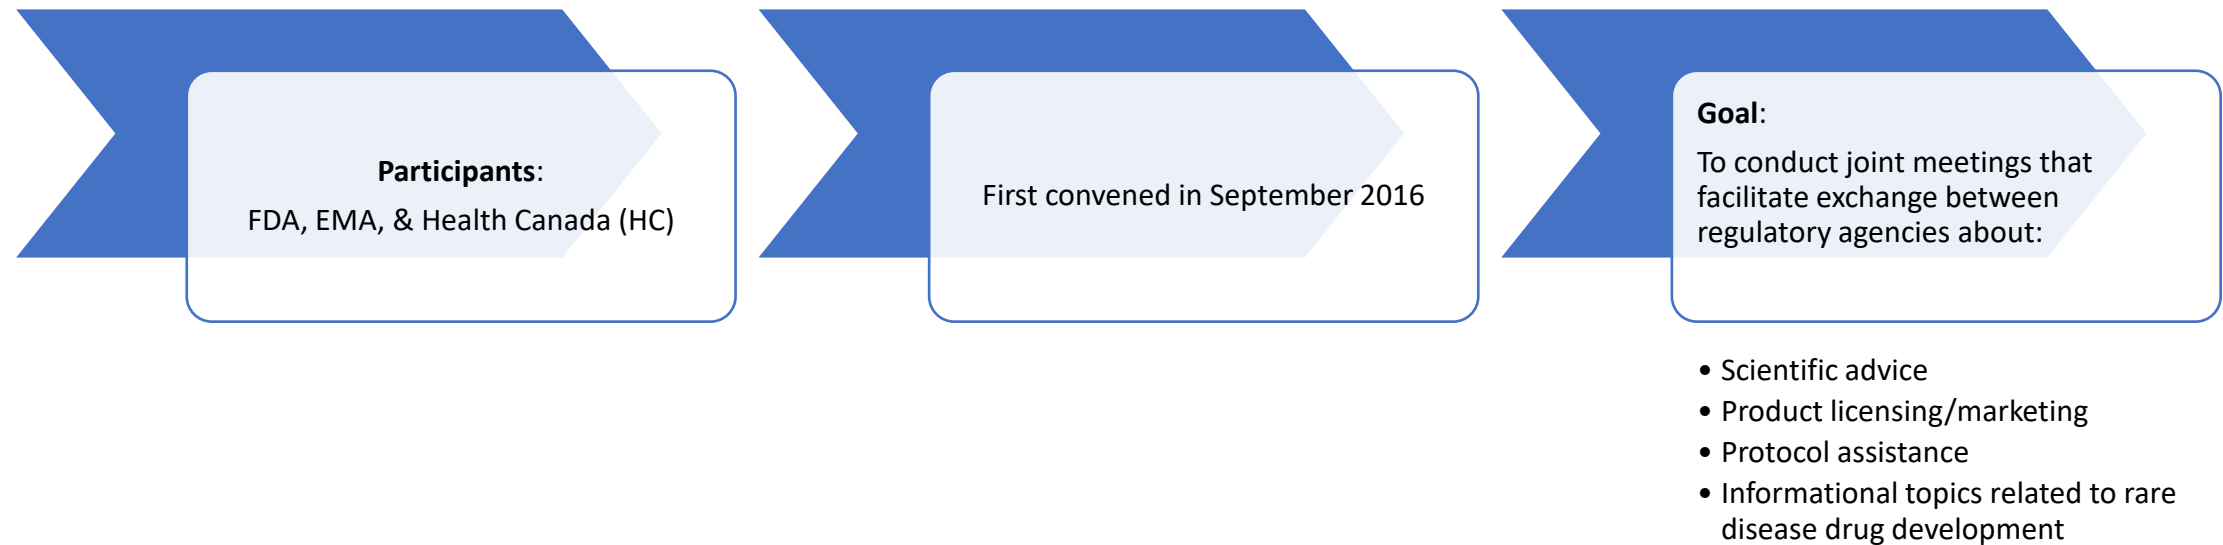 Participants:
FDA, EMA, & Health Canada (HC)
First convened in September 2016
Goal:
To conduct joint meetings that
facilitate exchange between
regulatory agencies about:
• Scientific advice
• Product licensing/marketing
• Protocol assistance
• Informational topics related to rare
disease drug development